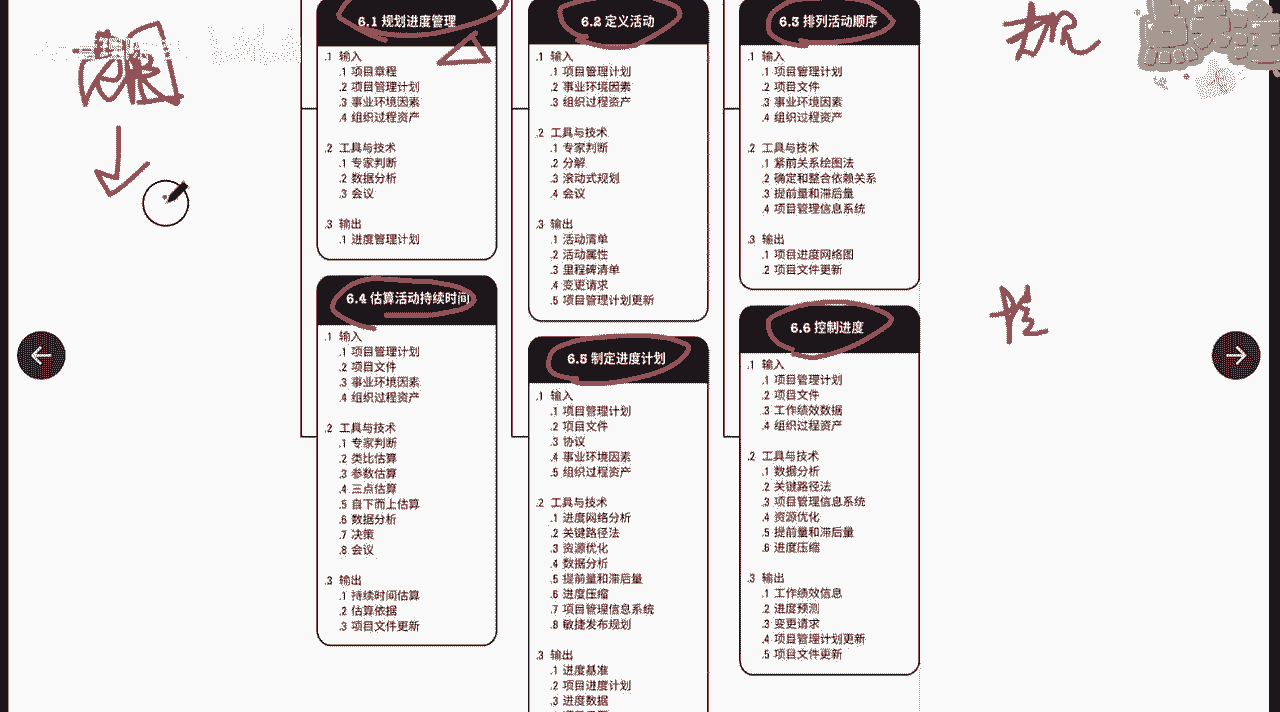 6.1 规划进度管理
.1 输入
.1 项目章程
.2 项目管理计划
.3 事业环境因素
.4 组织过程资产
.2 工具与技术
.1 专家判断
.2 数据分析
.3 会议
.3 输出
.1 进度管理计划
6.2 定义活动
.1 输入
.1 项目管理计划
.2 事业环境因素
.3 组织过程资产
.2 工具与技术
.1 专家判断
.2 分解
.3 滚动式规划
.4 会议
.3 输出
.1 活动清单
.2 活动属性
.3 里程碑清单
.4 变更请求
.5 项目管理计划更新
6.3 排列活动顺序
.1 输入
.1 项目管理计划
.2 项目文件
.3 事业环境因素
.4 组织过程资产
.2 工具与技术
.1 紧前关系绘图法
.2 确定和整合依赖关系
.3 提前量和滞后量
.4 项目管理信息系统
.3 输出
.1 项目进度网络图
.2 项目文件更新
6.4 估算活动持续时间
.1 输入
.1 项目管理计划
.2 项目文件
.3 事业环境因素
.4 组织过程资产
.2 工具与技术
.1 专家判断
.2 类比估算
.3 参数估算
.4 三点估算
.5 自下而上估算
.6 数据分析
.7 决策
.8 会议
.3 输出
.1 持续时间估算
.2 估算依据
.3 项目文件更新
6.5 制定进度计划
.1 输入
.1 项目管理计划
.2 项目文件
.3 协议
.4 事业环境因素
.5 组织过程资产
.2 工具与技术
.1 进度网络分析
.2 关键路径法
.3 资源优化
.4 数据分析
.5 提前量和滞后量
.6 进度压缩
.7 项目管理信息系统
.8 敏捷发布规划
.3 输出
.1 进度基准
.2 项目进度计划
.3 进度数据
6.6 控制进度
.1 输入
.1 项目管理计划
.2 项目文件
.3 工作绩效数据
.4 组织过程资产
.2 工具与技术
.1 数据分析
.2 关键路径法
.3 项目管理信息系统
.4 资源优化
.5 提前量和滞后量
.6 进度压缩
.3 输出
.1 工作绩效信息
.2 进度预测
.3 变更请求
.4 项目管理计划更新
.5 项目文件更新
点关注